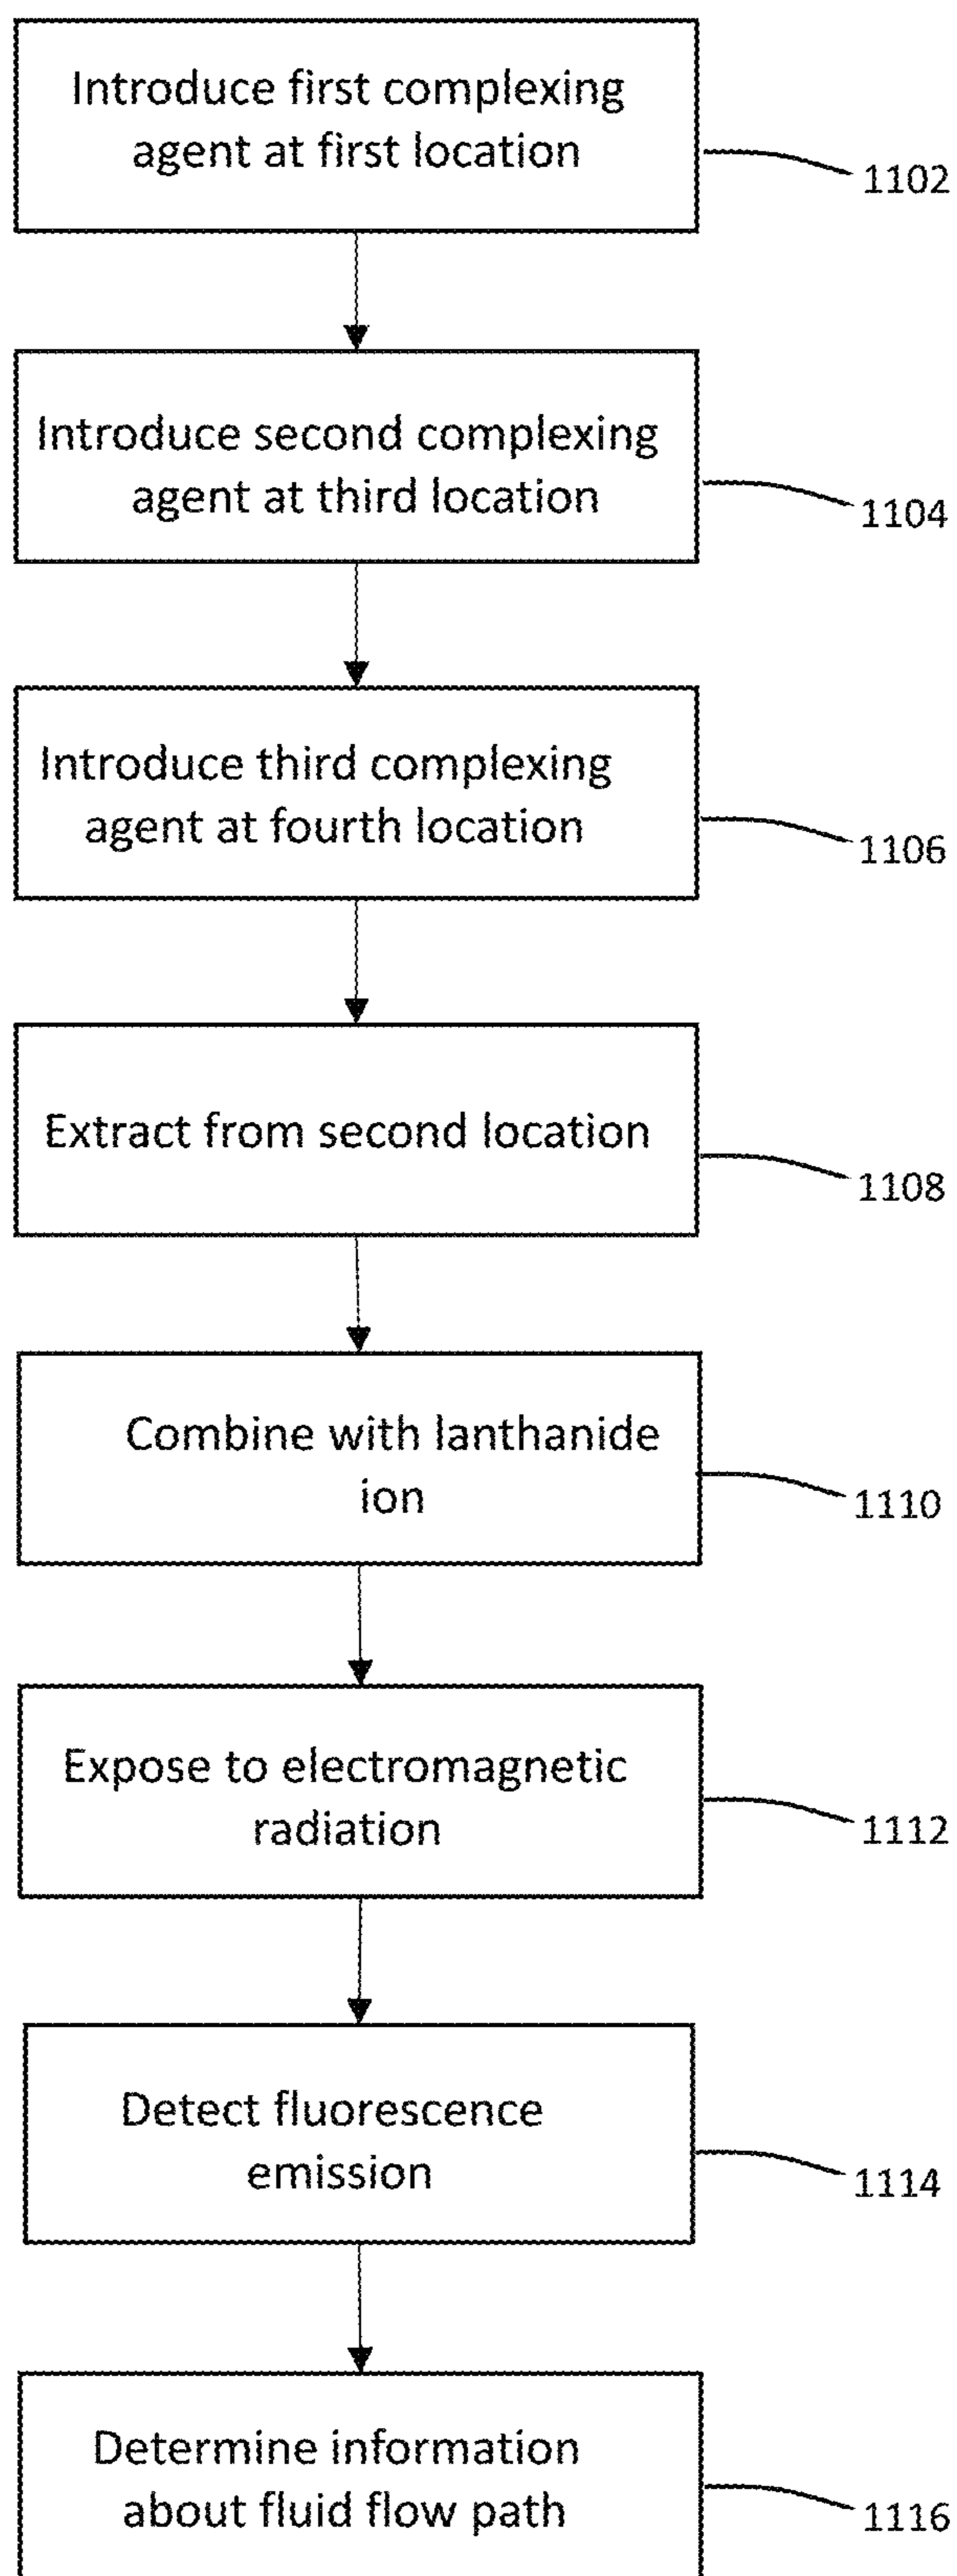 Introduce first complexing
agent at first location
1102
Introduce second complexing
agent at third location
1104
Introduce third complexing
agent at fourth location
1106
Extract from second location
1108
Combine with lanthanide
ion
1110
Expose to electromagnetic
radiation
1112
Detect fluorescence
emission
1114
Determine information
about fluid flow path
1116